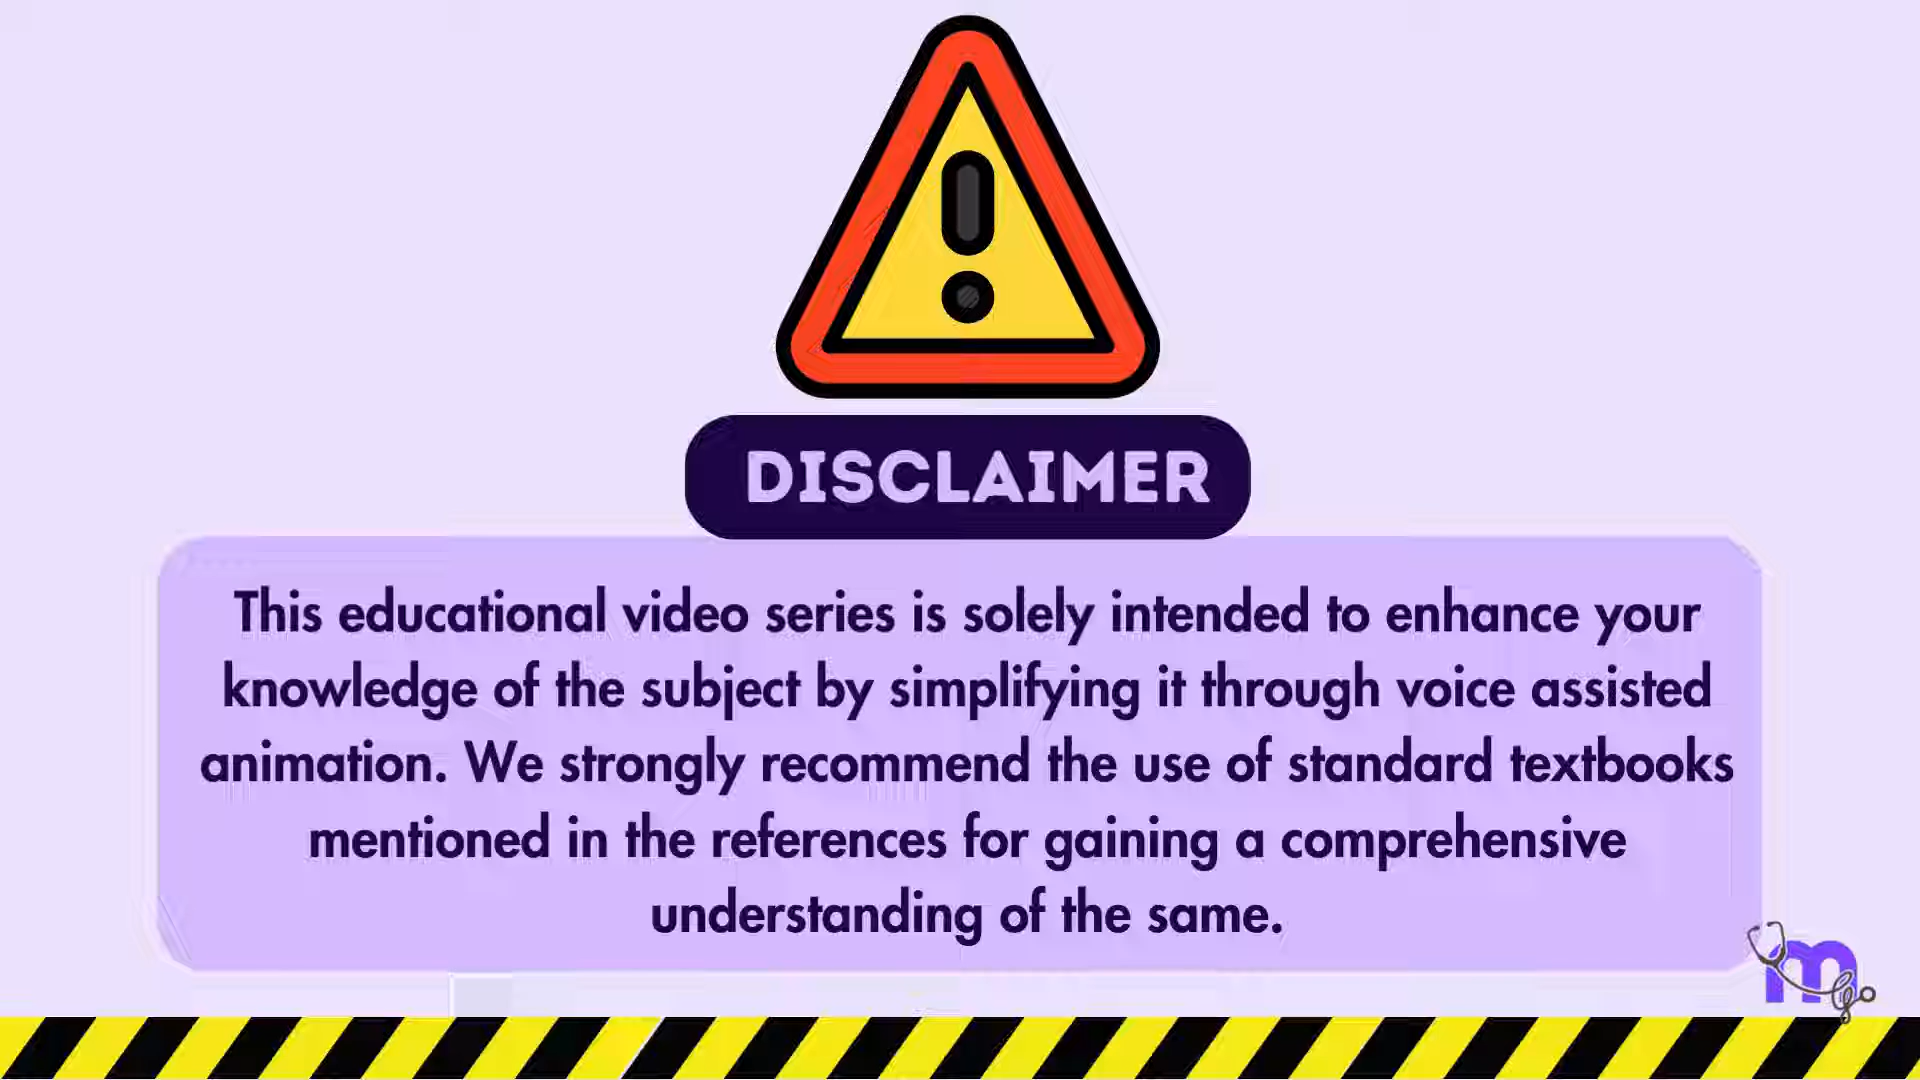 DISCLAIMER
This educational video series is solely intended to enhance your
knowledge of the subject by simplifying it through voice assisted
animation. We strongly recommend the use of standard textbooks
mentioned in the references for gaining a comprehensive
understanding of the same.
m go